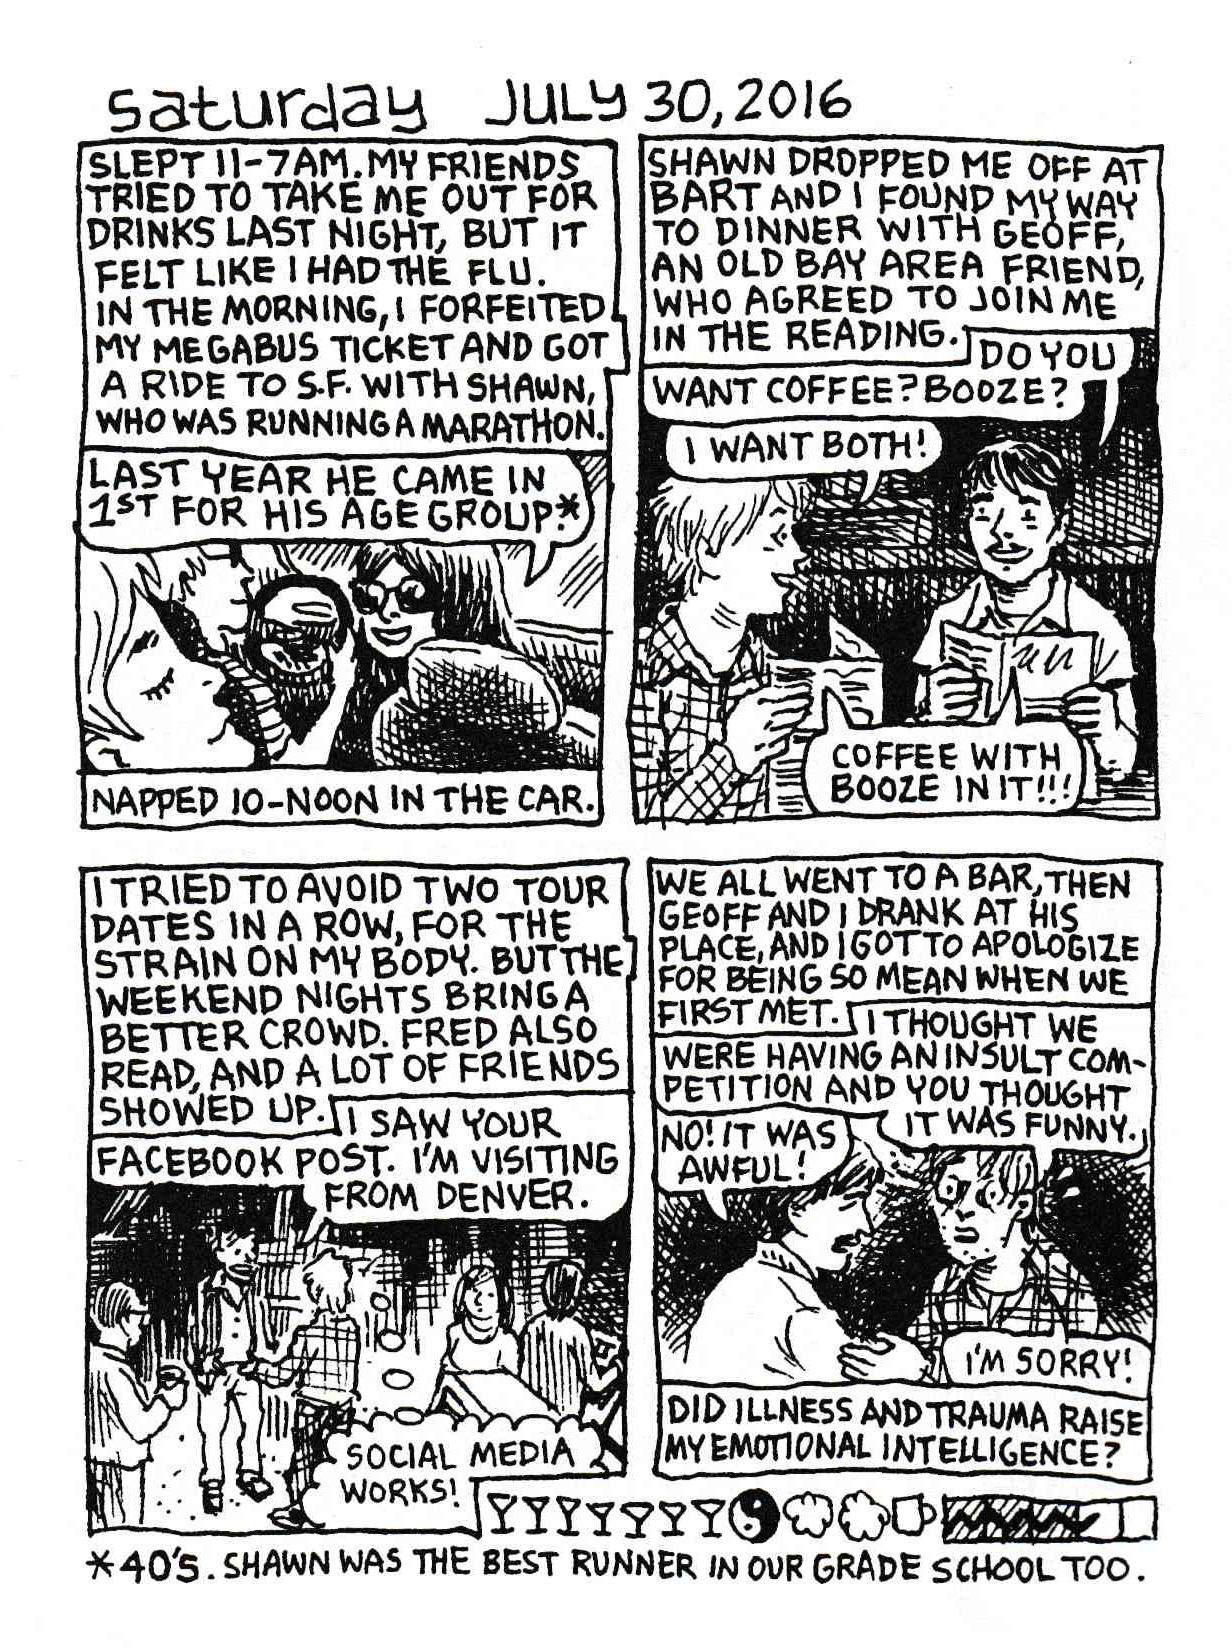 Saturday JULY 30, 2016
SLEPT 11-7AM. MY FRIENDS
TRIED TO TAKE ME OUT FOR
DRINKS LAST NIGHT, BUT IT
FELT LIKE I HAD THE FLU.
IN THE MORNING, I FORFEITED
MY MEGABUS TICKET AND GOT
A RIDE TO S.F. WITH SHAWN,
WHO WAS RUNNING A MARATHON.
LAST YEAR HE CAME IN
1ST FOR HIS AGE GROUP.*
NAPPED 10-NOON IN THE CAR.
SHAWN DROPPED ME OFF AT
BART AND I FOUND MY WAY
TO DINNER WITH GEOFF,
AN OLD BAY AREA FRIEND,
WHO AGREED TO JOIN ME
IN THE READING.
DO YOU
WANT COFFEE? BOOZE?
I WANT BOTH!
COFFEE WITH
BOOZE IN IT!!!
I TRIED TO AVOID TWO TOUR
DATES IN A ROW, FOR THE
STRAIN ON MY BODY. BUT THE
WEEKEND NIGHTS BRING A
BETTER CROWD. FRED ALSO
READ, AND A LOT OF FRIENDS
SHOWED UP.
I SAW YOUR
FACEBOOK POST. I'M VISITING
FROM DENVER.
SOCIAL MEDIA
WORKS!
WE ALL WENT TO A BAR, THEN
GEOFF AND I DRANK AT HIS
PLACE, AND I GOT TO APOLOGIZE
FOR BEING SO MEAN WHEN WE
FIRST MET.
I THOUGHT WE
WERE HAVING AN INSULT COM-
PETITION AND YOU THOUGHT
IT WAS FUNNY.
NO! IT WAS
AWFUL!
I'M SORRY!
DID ILLNESS AND TRAUMA RAISE
MY EMOTIONAL INTELLIGENCE?
*40'S. SHAWN WAS THE BEST RUNNER IN OUR GRADE SCHOOL TOO.